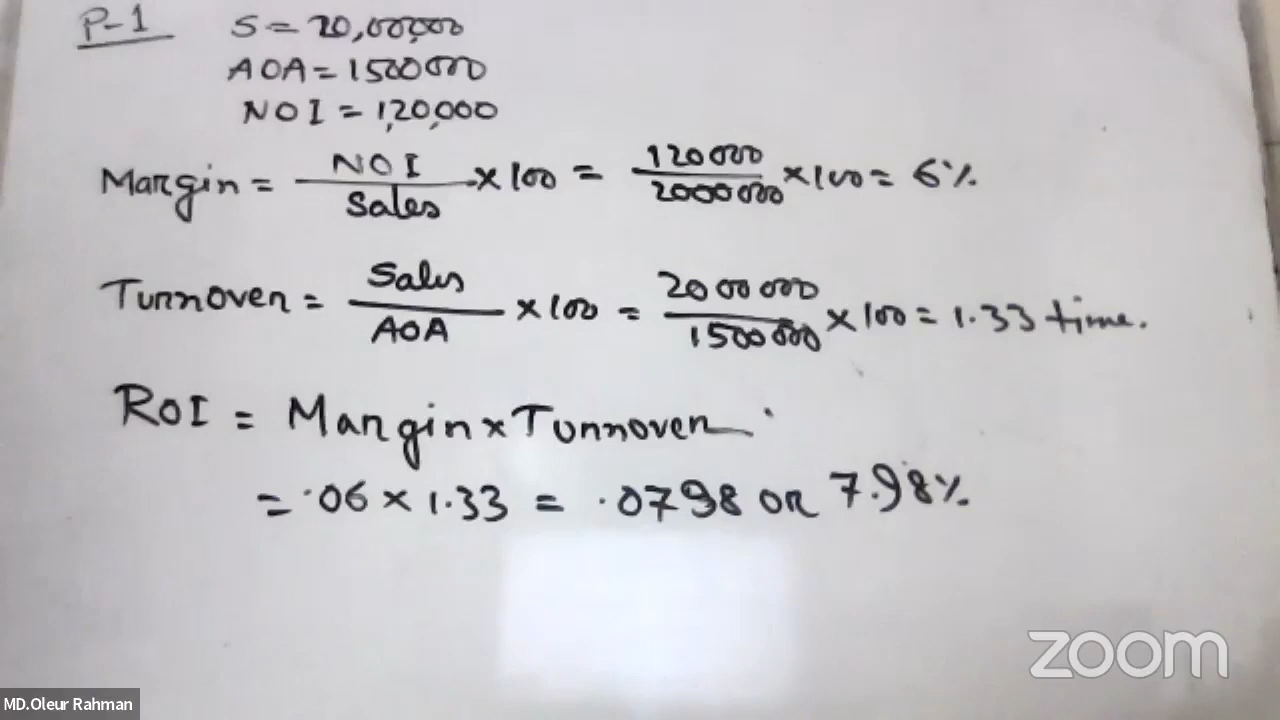 P-1 S = 20,00,000
AOA = 1500000
NOI = 1,20,000
Margin = NOI / Sales × 100 = 120000 / 2000000 × 100 = 6%
Turnover = Sales / AOA × 100 = 2000000 / 1500000 × 100 = 1.33 time.
ROI = Margin × Turnover
= .06 × 1.33 = .0798 or 7.98%
zoom
MD.Oleur Rahman